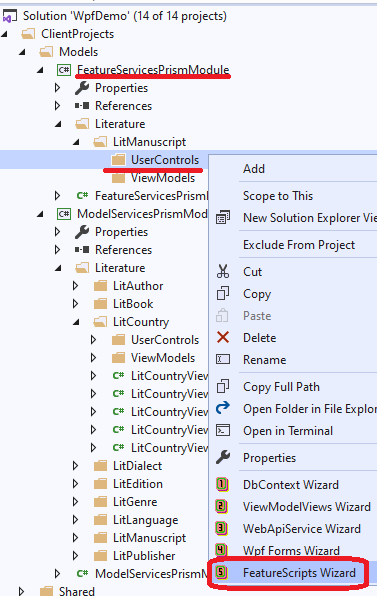 Solution 'WpfDemo' (14 of 14 projects)
ClientProjects
Models
C# FeatureServicesPrismModule
Properties
References
Literature
LitManuscript
UserControls
ViewModels
C# FeatureServicesPrismM
C# ModelServicesPrismMod
Properties
References
Literature
LitAuthor
LitBook
LitCountry
UserControls
ViewModels
C# LitCountryView
C# LitCountryView
C# LitCountryView
C# LitCountryView
C# LitCountryView
LitDialect
LitEdition
LitGenre
LitLanguage
LitManuscript
LitPublisher
C# ModelServicesPrismM
Shared
Add
Scope to This
New Solution Explorer Vie
Exclude From Project
Cut
Copy
Paste
Delete
Rename
Copy Full Path
Open Folder in File Explor
Open in Terminal
Properties
1 DbContext Wizard
2 ViewModelViews Wizard
3 WebApiService Wizard
4 Wpf Forms Wizard
5 FeatureScripts Wizard